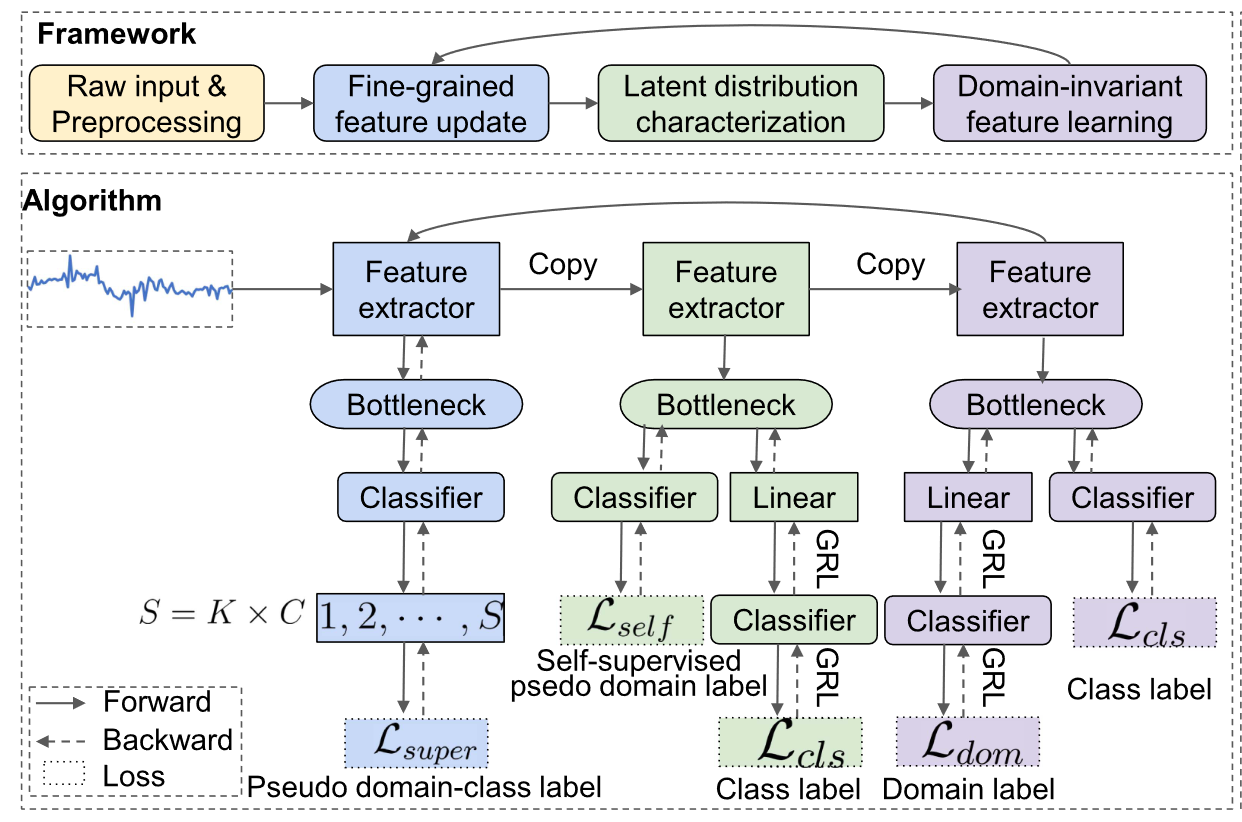 Framework
Raw input &
Preprocessing
Fine-grained
feature update
Latent distribution
characterization
Domain-invariant
feature learning
Algorithm
Copy
Copy
Feature
extractor
Feature
extractor
Feature
extractor
Bottleneck
Bottleneck
Bottleneck
Classifier
Classifier
Linear
Linear
Classifier
GRL
GRL
S = K × C
1, 2, ⋯ , S
ℒself
Classifier
Classifier
ℒcls
Self-supervised
psedo domain label
GRL
GRL
Class label
Forward
Backward
Loss
ℒsuper
ℒcls
ℒdom
Pseudo domain-class label
Class label
Domain label